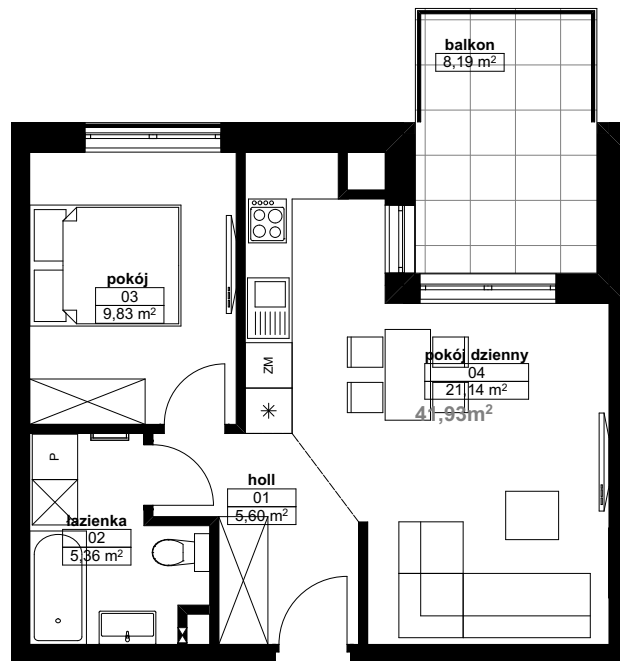 balkon
8,19 m²
pokój
03
9,83 m²
ZM
pokój dzienny
04
21,14 m²
41,93m²
P
holl
01
5,60 m²
łazienka
02
5,36 m²